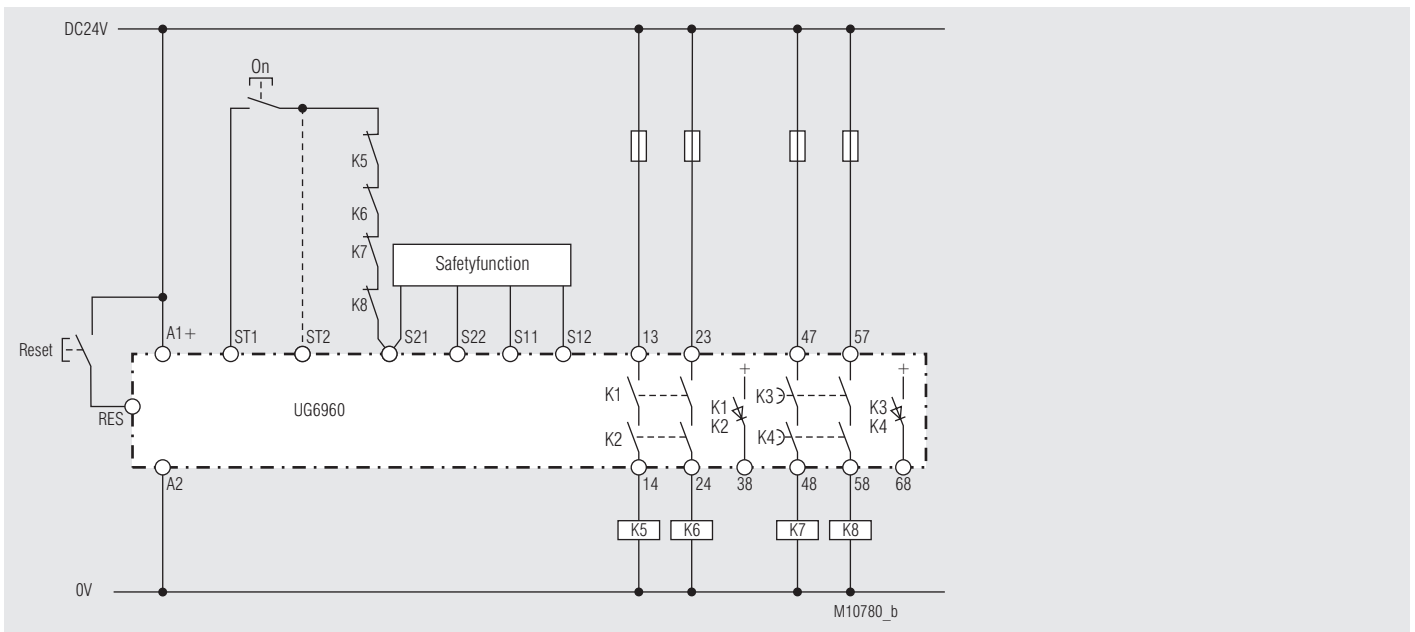 DC24V
On
K5
K6
K7
K8
Safetyfunction
Reset
A1+
ST1
ST2
S21
S22
S11
S12
13
23
47
57
RES
UG6960
K1
K2
K1
K2
K3
K4
K3
K4
A2
14
24
38
48
58
68
K5
K6
K7
K8
0V
M10780_b
+
+